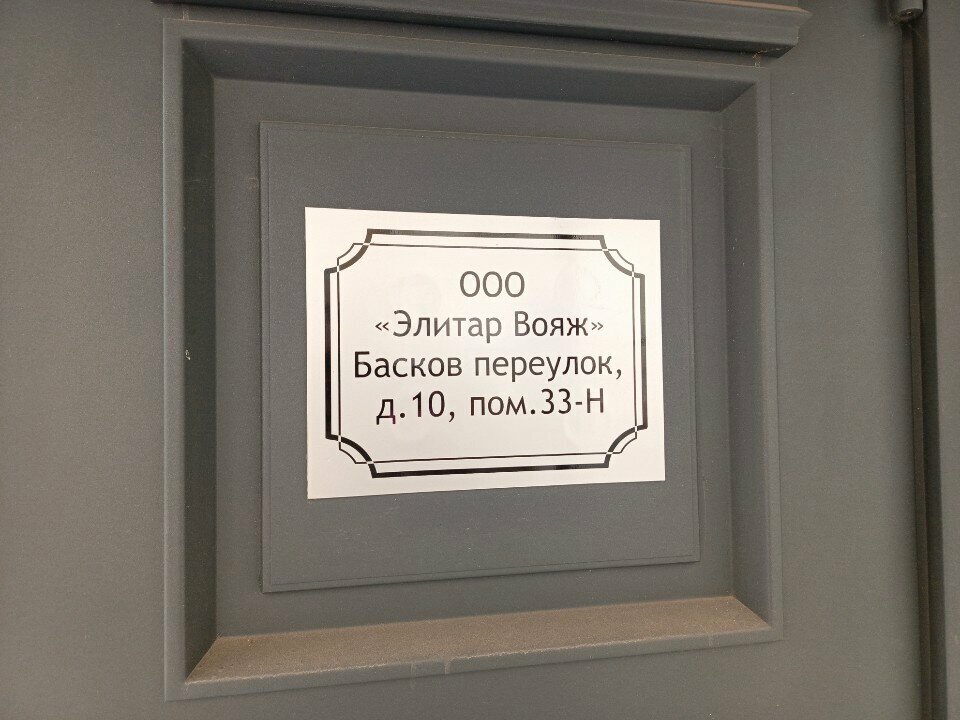 ООО
«Элитар Вояж»
Басков переулок,
д.10, пом.33-Н